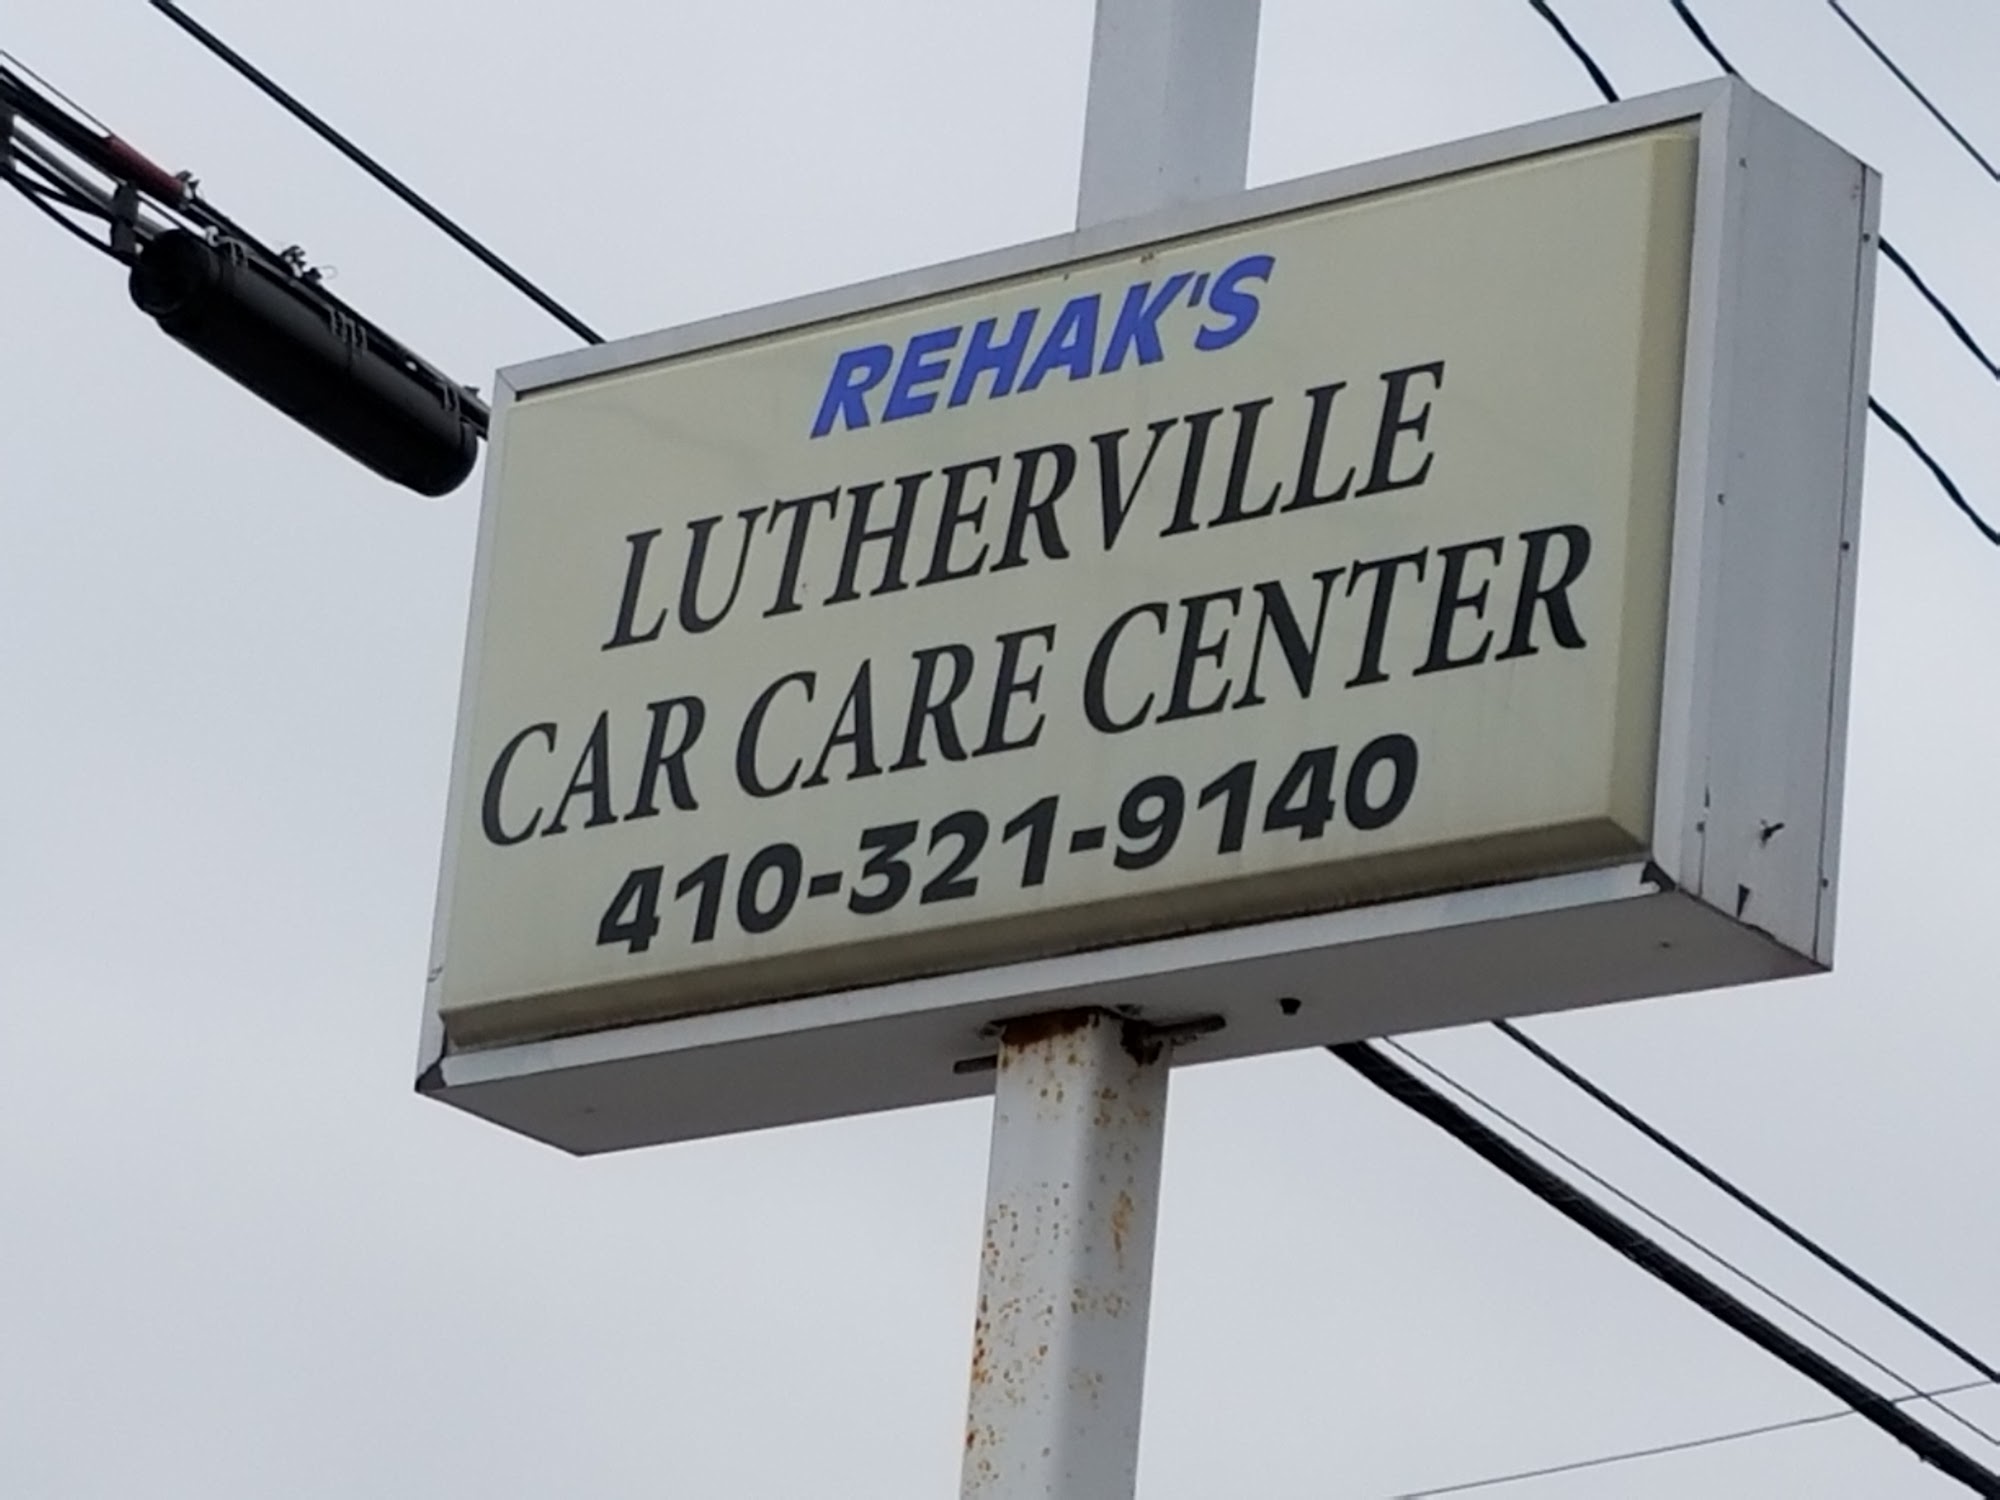 REHAK'S
LUTHERVILLE
CAR CARE CENTER
410-321-9140